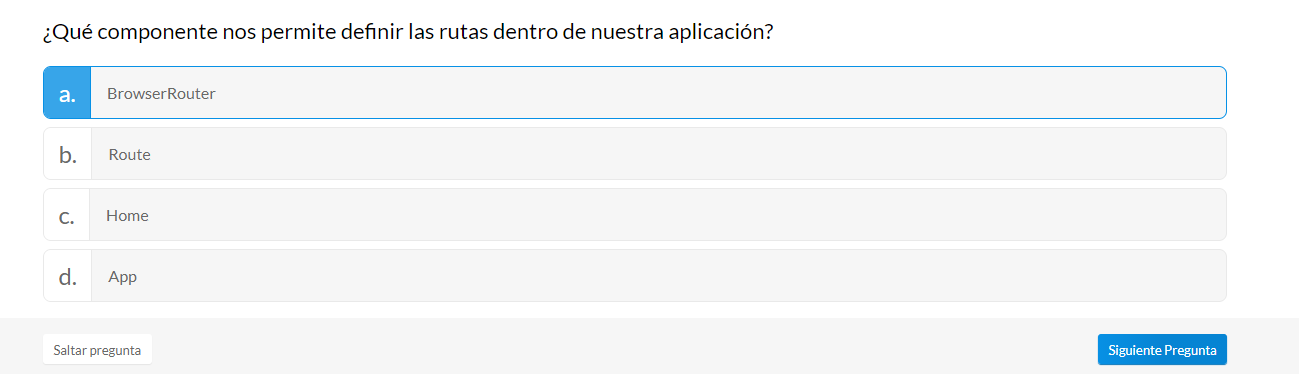 ¿Qué componente nos permite definir las rutas dentro de nuestra aplicación?
a. BrowserRouter
b. Route
c. Home
d. App
Saltar pregunta Siguiente Pregunta